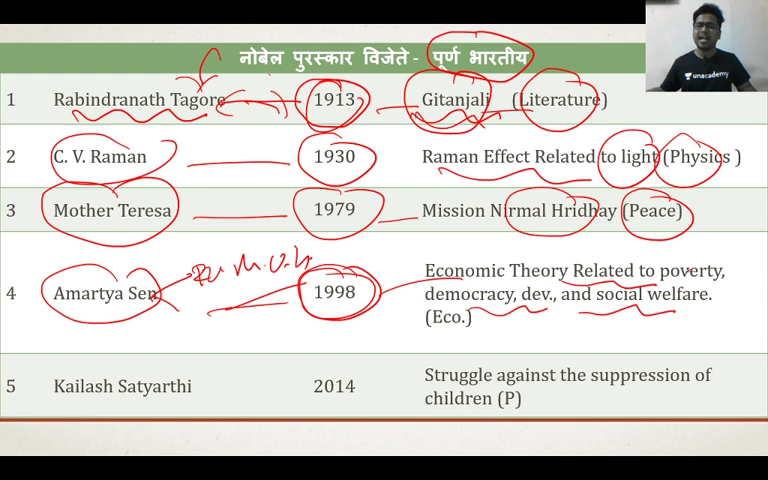 नोबेल पुरस्कार विजेते - पूर्ण भारतीय
unacademy
1 Rabindranath Tagore 1913 Gitanjali (Literature)
2 C. V. Raman 1930 Raman Effect Related to light (Physics )
3 Mother Teresa 1979 Mission Nirmal Hridhay (Peace)
4 Amartya Sen 1998 Economic Theory Related to poverty,
democracy, dev., and social welfare.
(Eco.)
5 Kailash Satyarthi 2014 Struggle against the suppression of
children (P)